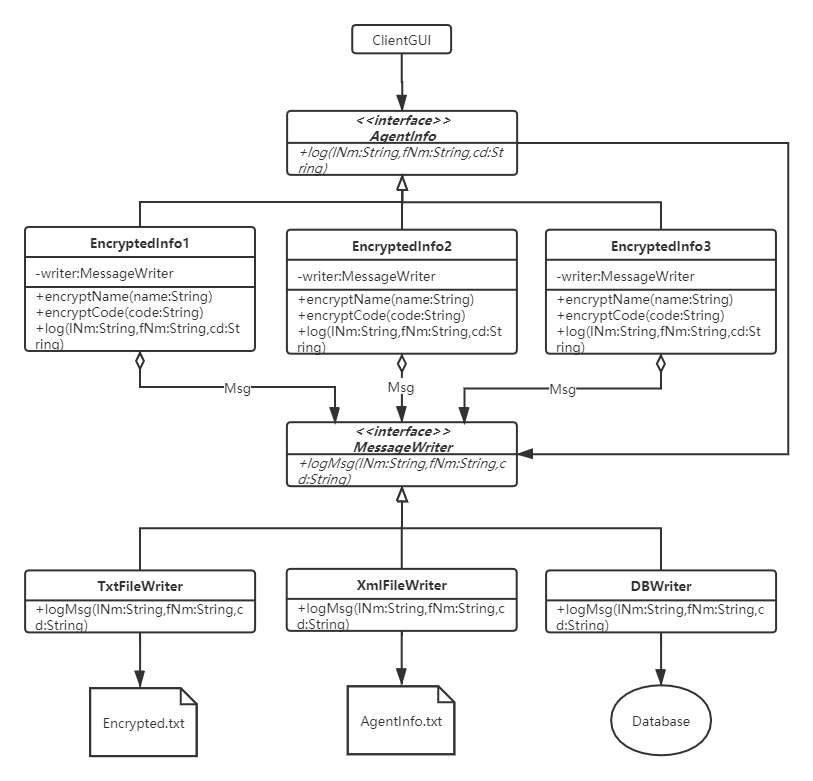 ClientGUI
<<interface>>
AgentInfo
+log(lNm:String,fNm:String,cd:St
ring)
EncryptedInfo1
-writer:MessageWriter
+encryptName(name:String)
+encryptCode(code:String)
+log(lNm:String,fNm:String,cd:St
ring)
EncryptedInfo2
-writer:MessageWriter
+encryptName(name:String)
+encryptCode(code:String)
+log(lNm:String,fNm:String,cd:St
ring)
EncryptedInfo3
-writer:MessageWriter
+encryptName(name:String)
+encryptCode(code:String)
+log(lNm:String,fNm:String,cd:St
ring)
Msg
Msg
Msg
<<interface>>
MessageWriter
+logMsg(lNm:String,fNm:String,c
d:String)
TxtFileWriter
+logMsg(lNm:String,fNm:String,c
d:String)
XmlFileWriter
+logMsg(lNm:String,fNm:String,c
d:String)
DBWriter
+logMsg(lNm:String,fNm:String,c
d:String)
Encrypted.txt
AgentInfo.txt
Database